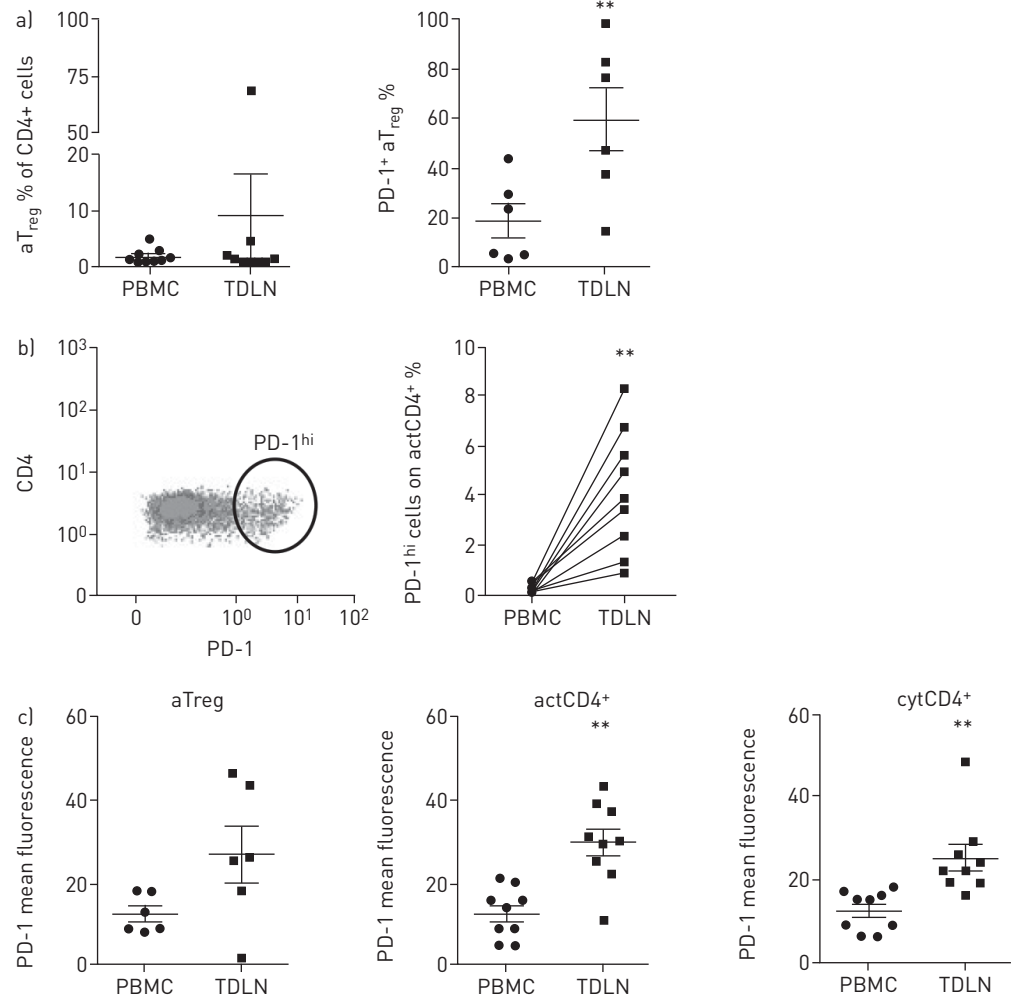 a)
aTreg % of CD4+ cells
100
75
50
20
10
0
PBMC
TDLN
PD-1+ aTreg %
100
80
60
40
20
0
**
PBMC
TDLN
b)
CD4
10³
10²
10¹
10⁰
0
PD-1ʰⁱ
0
10⁰
10¹
10²
PD-1
PD-1ʰⁱ cells on actCD4⁺ %
10
8
6
4
2
0
**
PBMC
TDLN
c)
aTreg
PD-1 mean fluorescence
60
40
20
0
PBMC
TDLN
actCD4⁺
**
PD-1 mean fluorescence
60
40
20
0
PBMC
TDLN
cytCD4⁺
**
PD-1 mean fluorescence
60
40
20
0
PBMC
TDLN